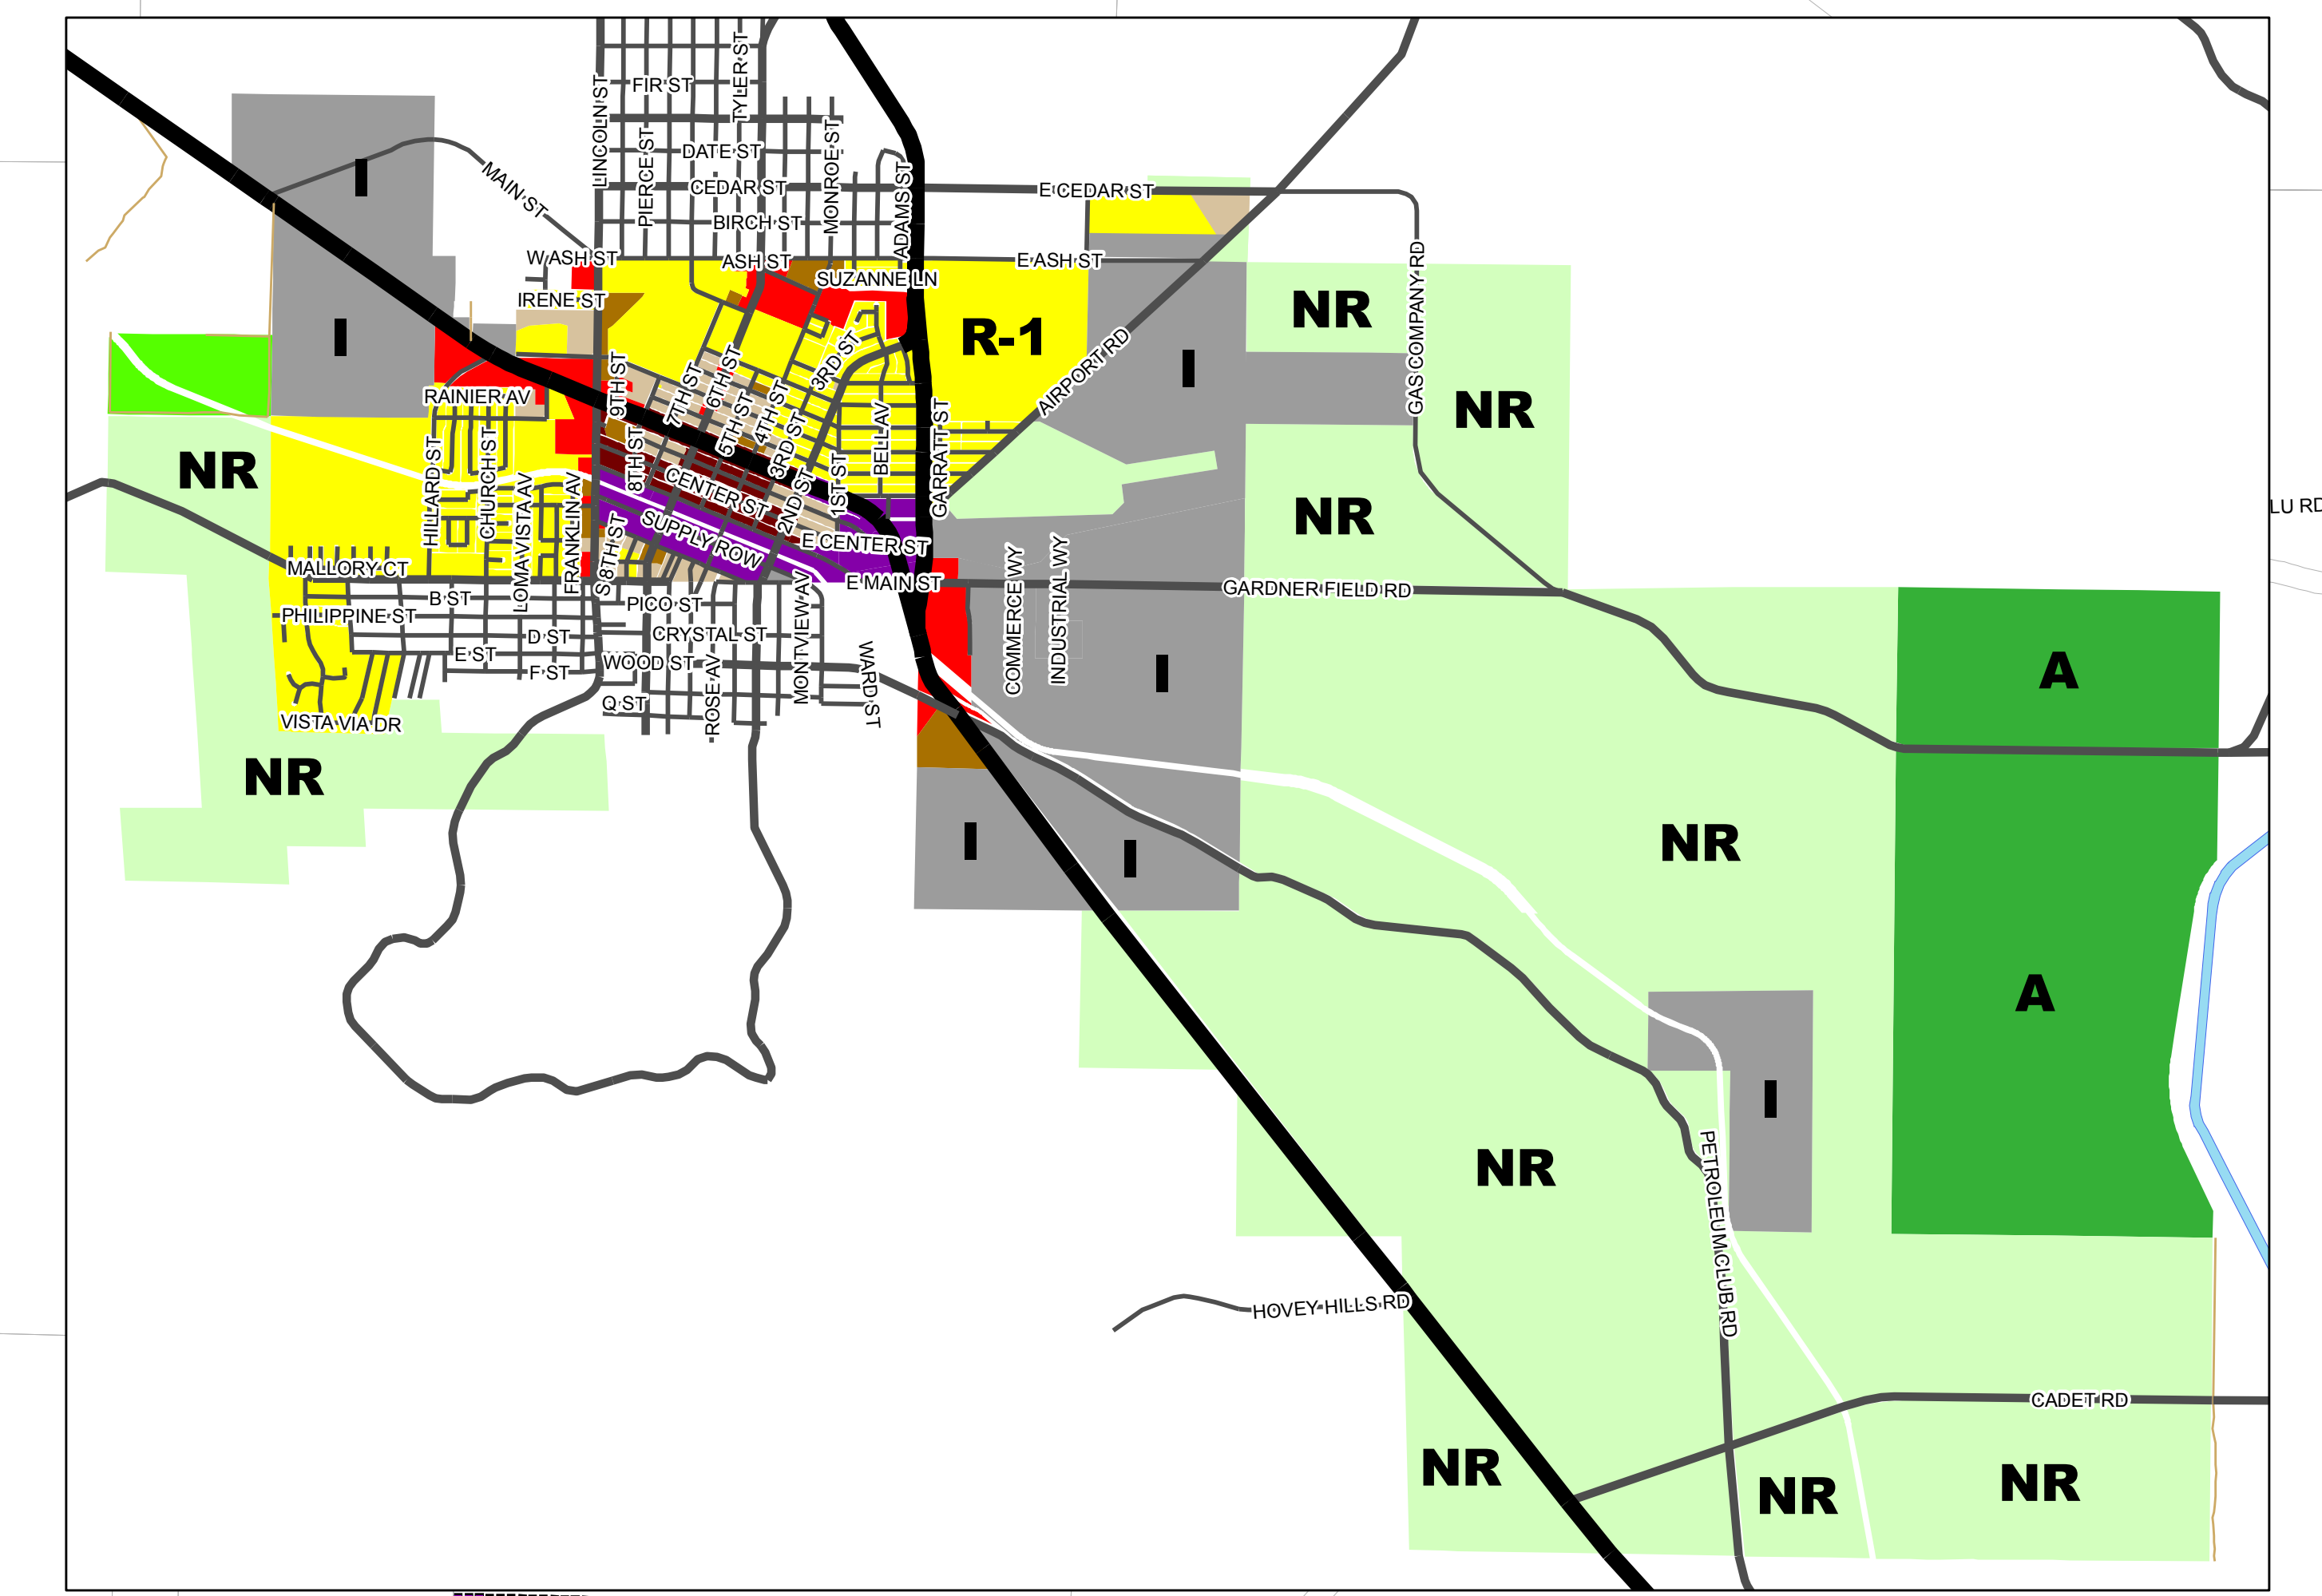 TYLER ST
FIR ST
LINCOLN ST
DATE ST
PIERCE ST
MONROE ST
CEDAR ST
E CEDAR ST
MAIN ST
I
BIRCH ST
ADAMS ST
W ASH ST
ASH ST
E ASH ST
SUZANNE LN
IRENE ST
GAS COMPANY RD
NR
R-1
I
I
3RD ST
AIRPORT RD
6TH ST
9TH ST
7TH ST
RAINIER AV
4TH ST
NR
5TH ST
BELL AV
3RD ST
GARRATT ST
8TH ST
HILLARD ST
CHURCH ST
NR
CENTER ST
1ST ST
2ND ST
NR
LU RD
LOMA VISTA AV
FRANKLIN AV
SUPPLY ROW
E CENTER ST
S 8TH ST
MALLORY CT
E MAIN ST
GARDNER FIELD RD
B ST
PICO ST
MONTVIEW AV
COMMERCE WY
INDUSTRIAL WY
PHILIPPINE ST
D ST
CRYSTAL ST
E ST
WOOD ST
F ST
WARD ST
I
A
Q ST
ROSE AV
VISTA VIA DR
NR
I
I
NR
A
I
NR
PETROLEUM CLUB RD
HOVEY HILLS RD
CADET RD
NR
NR
NR